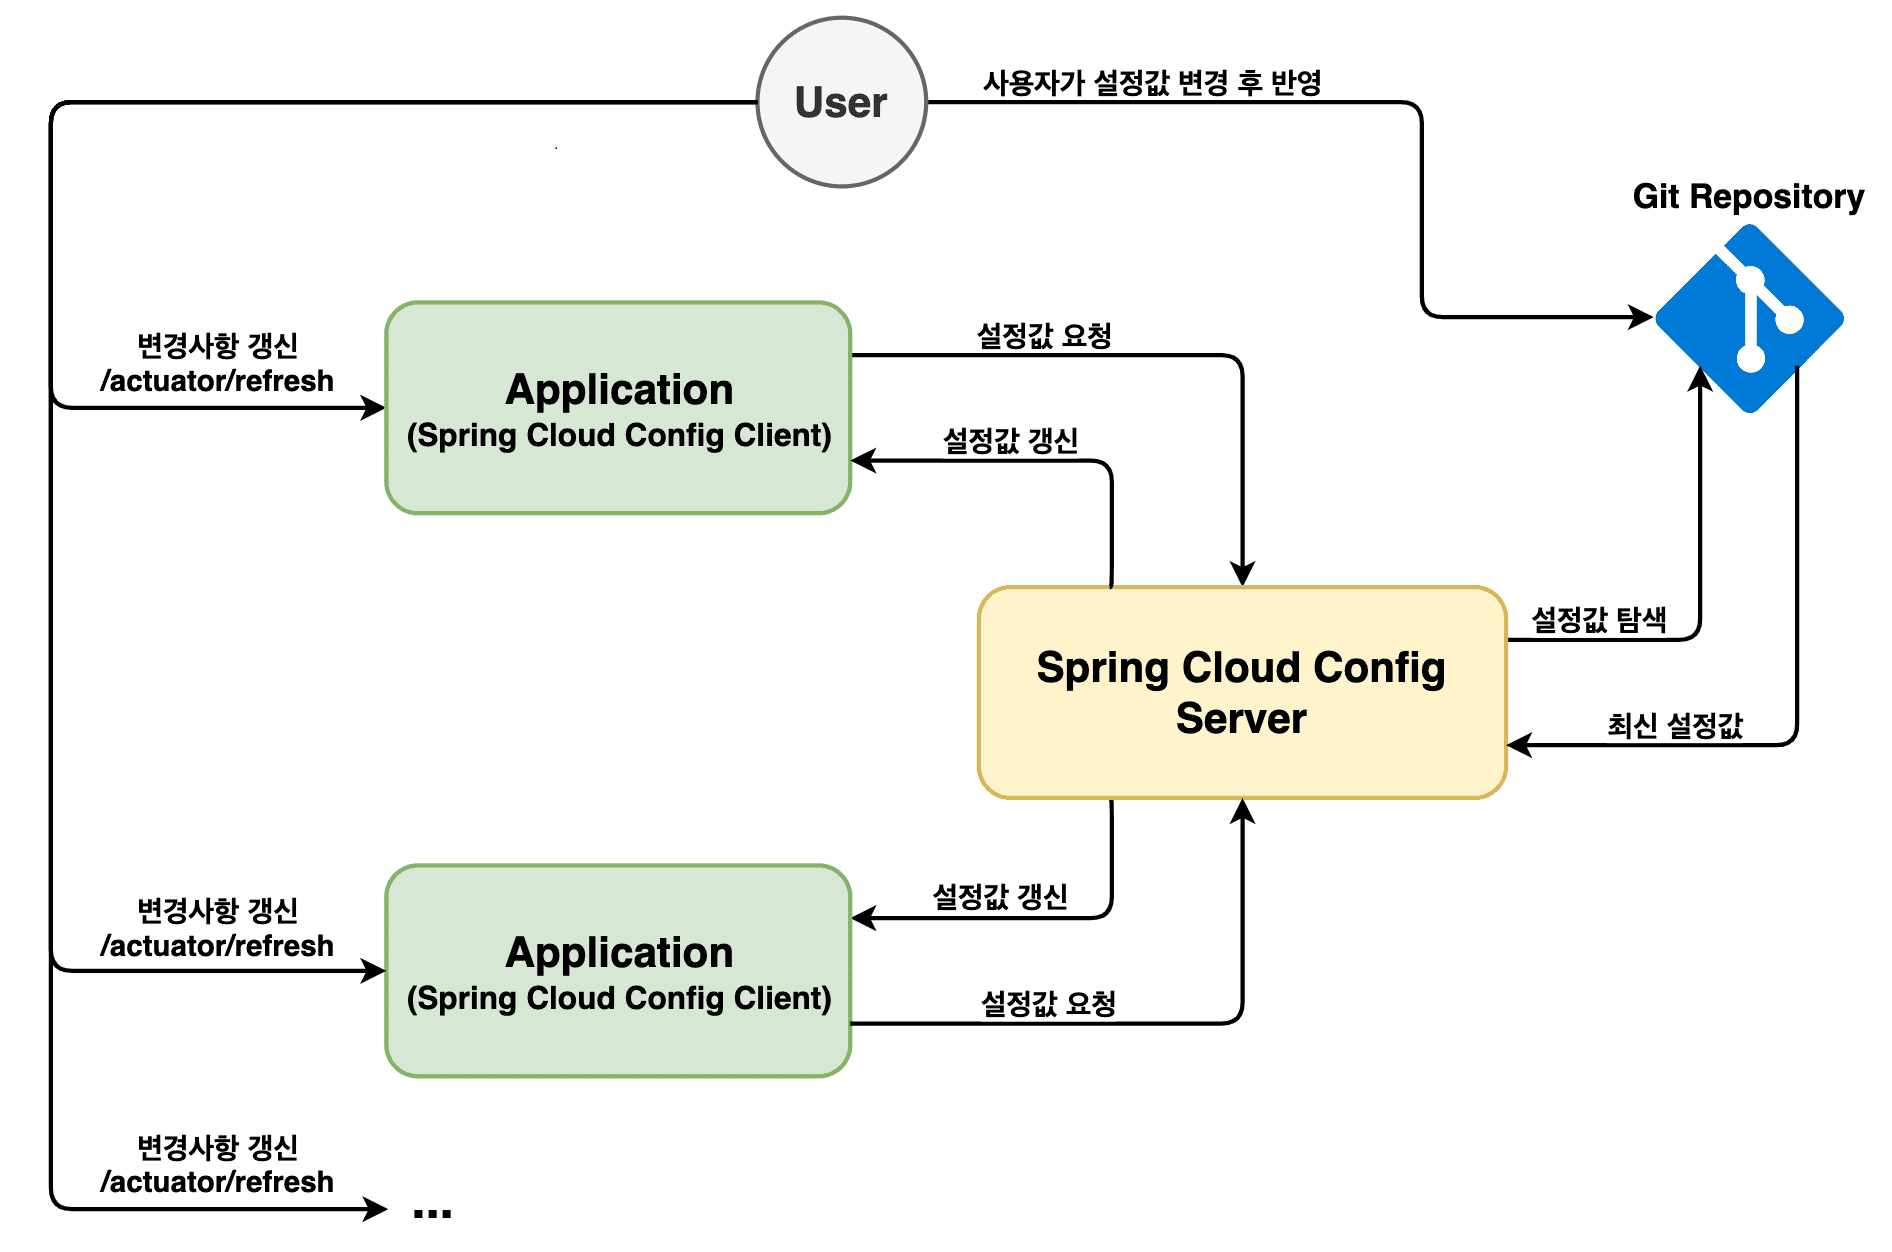 User
사용자가 설정값 변경 후 반영
Git Repository
변경사항 갱신
/actuator/refresh
Application
(Spring Cloud Config Client)
설정값 요청
설정값 갱신
Spring Cloud Config
Server
설정값 탐색
최신 설정값
변경사항 갱신
/actuator/refresh
Application
(Spring Cloud Config Client)
설정값 갱신
설정값 요청
변경사항 갱신
/actuator/refresh
...